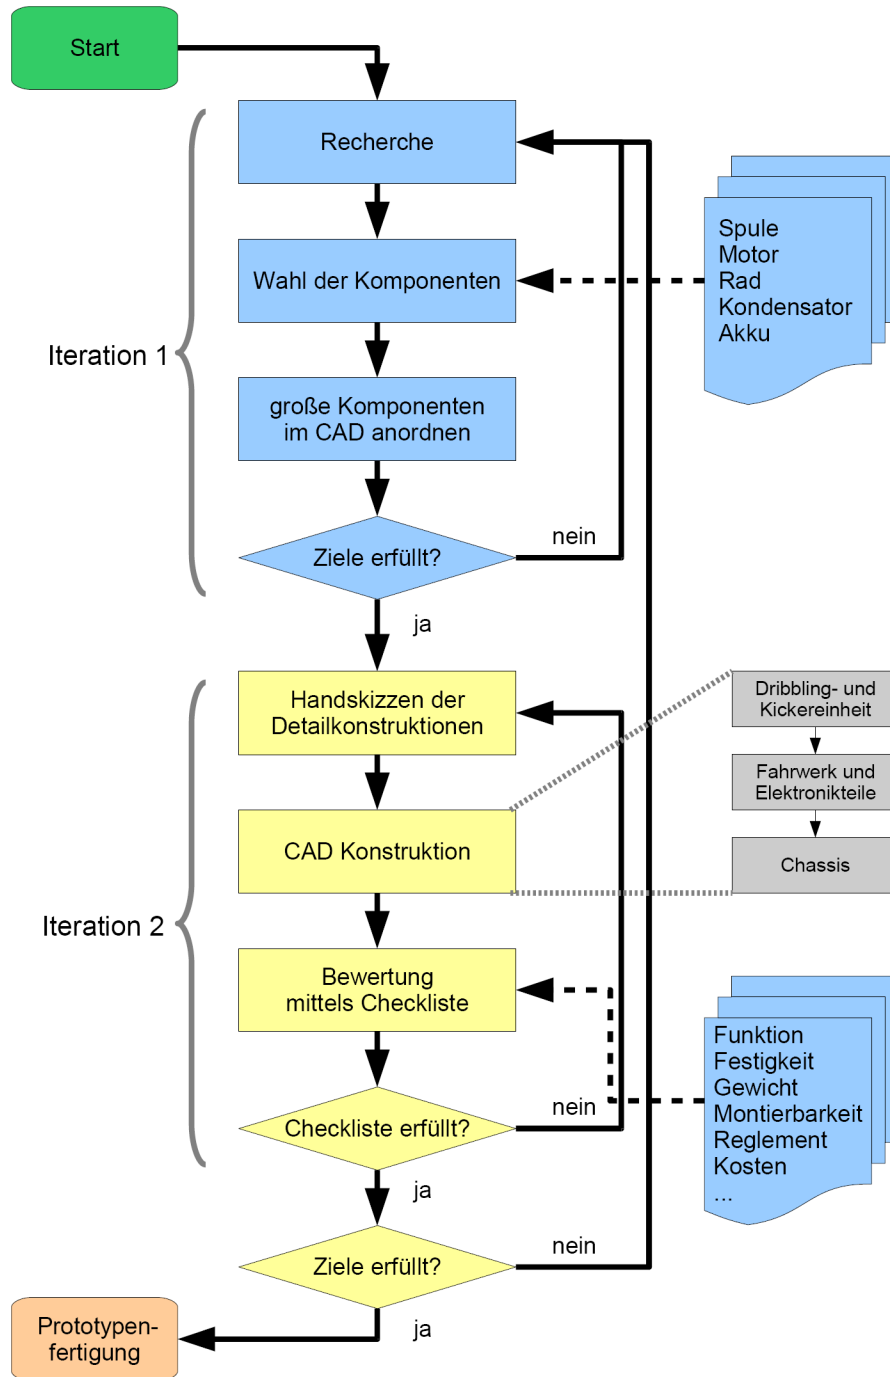 Start
Recherche
Wahl der Komponenten
Spule
Motor
Rad
Kondensator
Akku
Iteration 1
große Komponenten
im CAD anordnen
Ziele erfüllt?
nein
ja
Handskizzen der
Detailkonstruktionen
Dribbling- und
Kickereinheit
Fahrwerk und
Elektronikteile
CAD Konstruktion
Chassis
Iteration 2
Bewertung
mittels Checkliste
Funktion
Festigkeit
Gewicht
Montierbarkeit
Reglement
Kosten
...
Checkliste erfüllt?
nein
ja
Ziele erfüllt?
nein
ja
Prototypen-
fertigung